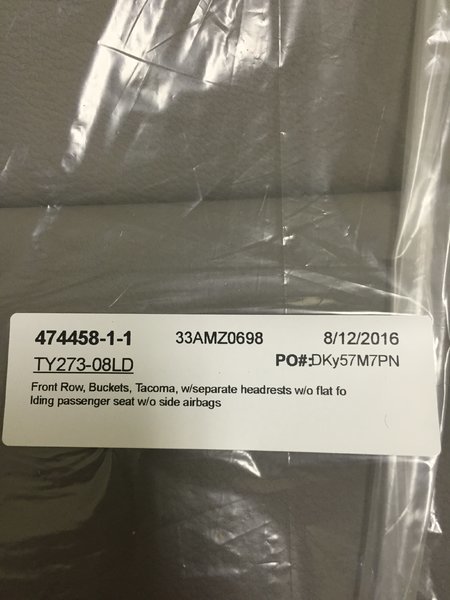 474458-1-1 33AMZ0698 8/12/2016
TY273-08LD PO#:DKy57M7PN
Front Row, Buckets, Tacoma, w/separate headrests w/o flat fo
lding passenger seat w/o side airbags